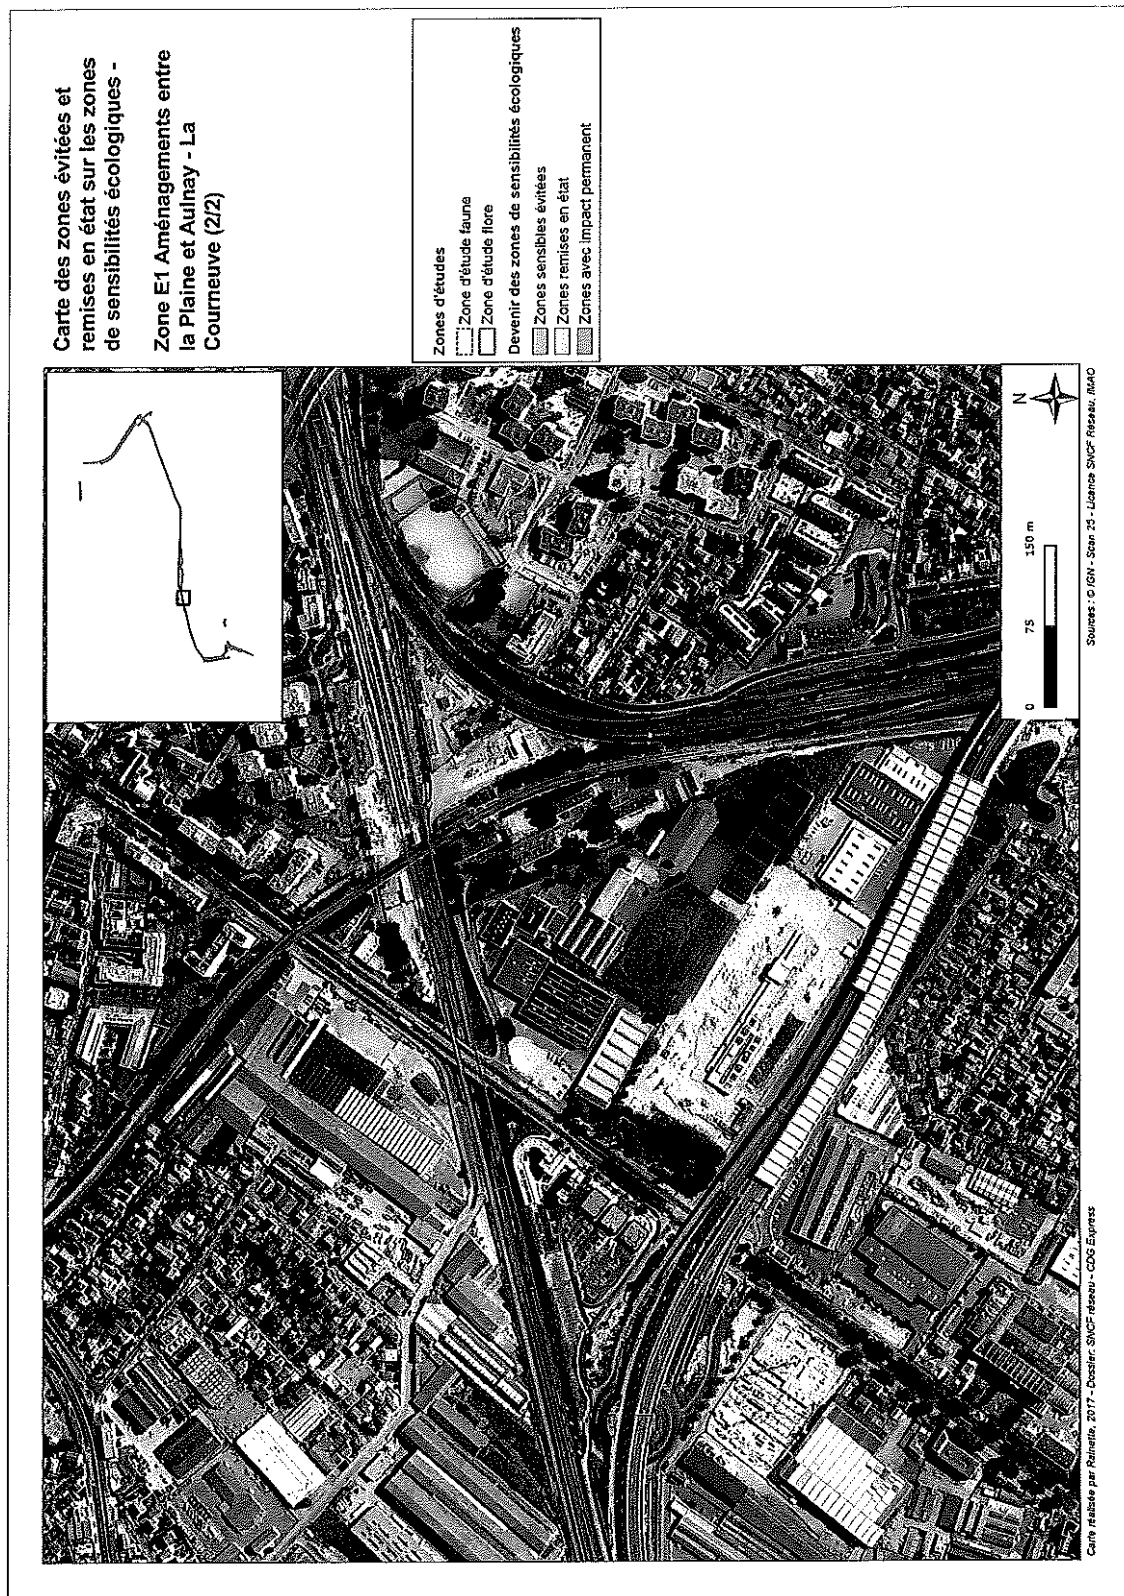 Carte des zones évitées et
remises en état sur les zones
de sensibilités écologiques -
Zone E1 Aménagements entre
la Plaine et Aulnay - La
Courneuve (2/2)
Zones d'études
Zone d'étude faune
Zone d'étude flore
Devenir des zones de sensibilités écologiques
Zones sensibles évitées
Zones remises en état
Zones avec impact permanent
N
0 75 150 m
Carte réalisée par Rainette, 2017 - Dossier: SNCF réseau - CDG Express
Sources : © IGN - Scan 25 - Licence SNCF Réseau, IMAO